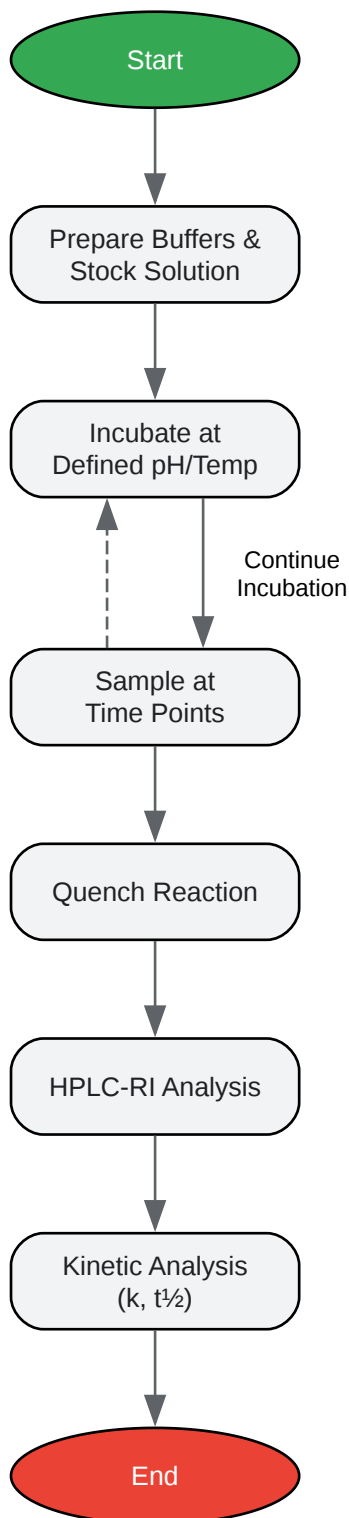 Start
Prepare Buffers &
Stock Solution
Incubate at
Defined pH/Temp
Continue
Incubation
Sample at
Time Points
Quench Reaction
HPLC-RI Analysis
Kinetic Analysis
(k, t½)
End